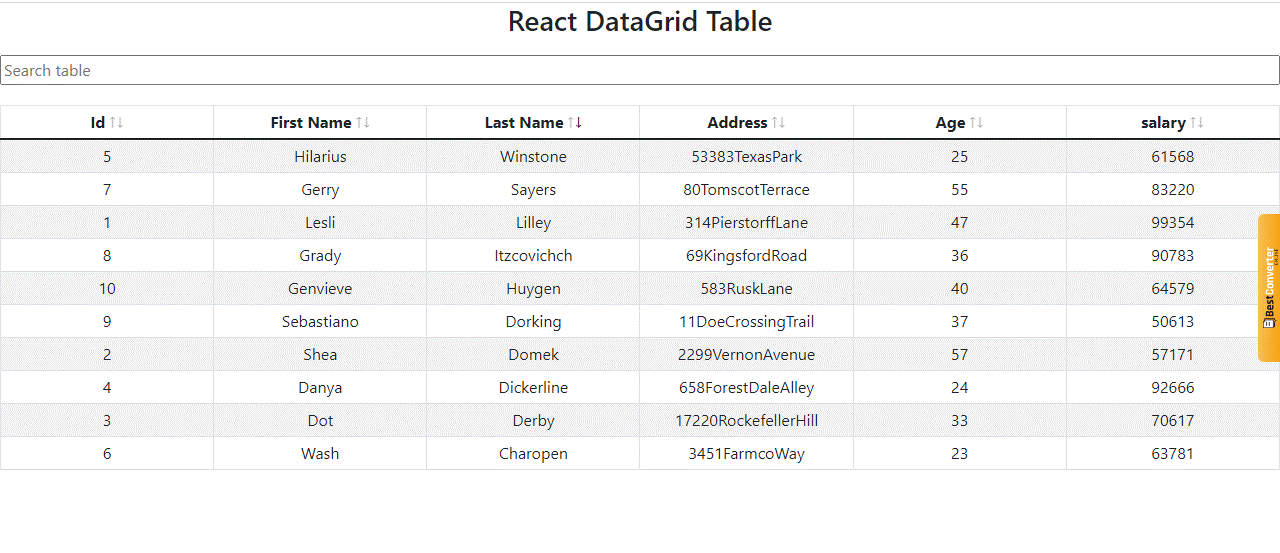 React DataGrid Table
Search table
Id ↑↓ First Name ↑↓ Last Name ↑↓ Address ↑↓ Age ↑↓ salary ↑↓
5 Hilarius Winstone 53383TexasPark 25 61568
7 Gerry Sayers 80TomscotTerrace 55 83220
1 Lesli Lilley 314PierstorffLane 47 99354
8 Grady Itzcovichch 69KingsfordRoad 36 90783
10 Genvieve Huygen 583RuskLane 40 64579
9 Sebastiano Dorking 11DoeCrossingTrail 37 50613
2 Shea Domek 2299VernonAvenue 57 57171
4 Danya Dickerline 658ForestDaleAlley 24 92666
3 Dot Derby 17220RockefellerHill 33 70617
6 Wash Charopen 3451FarmcoWay 23 63781
BestConverter